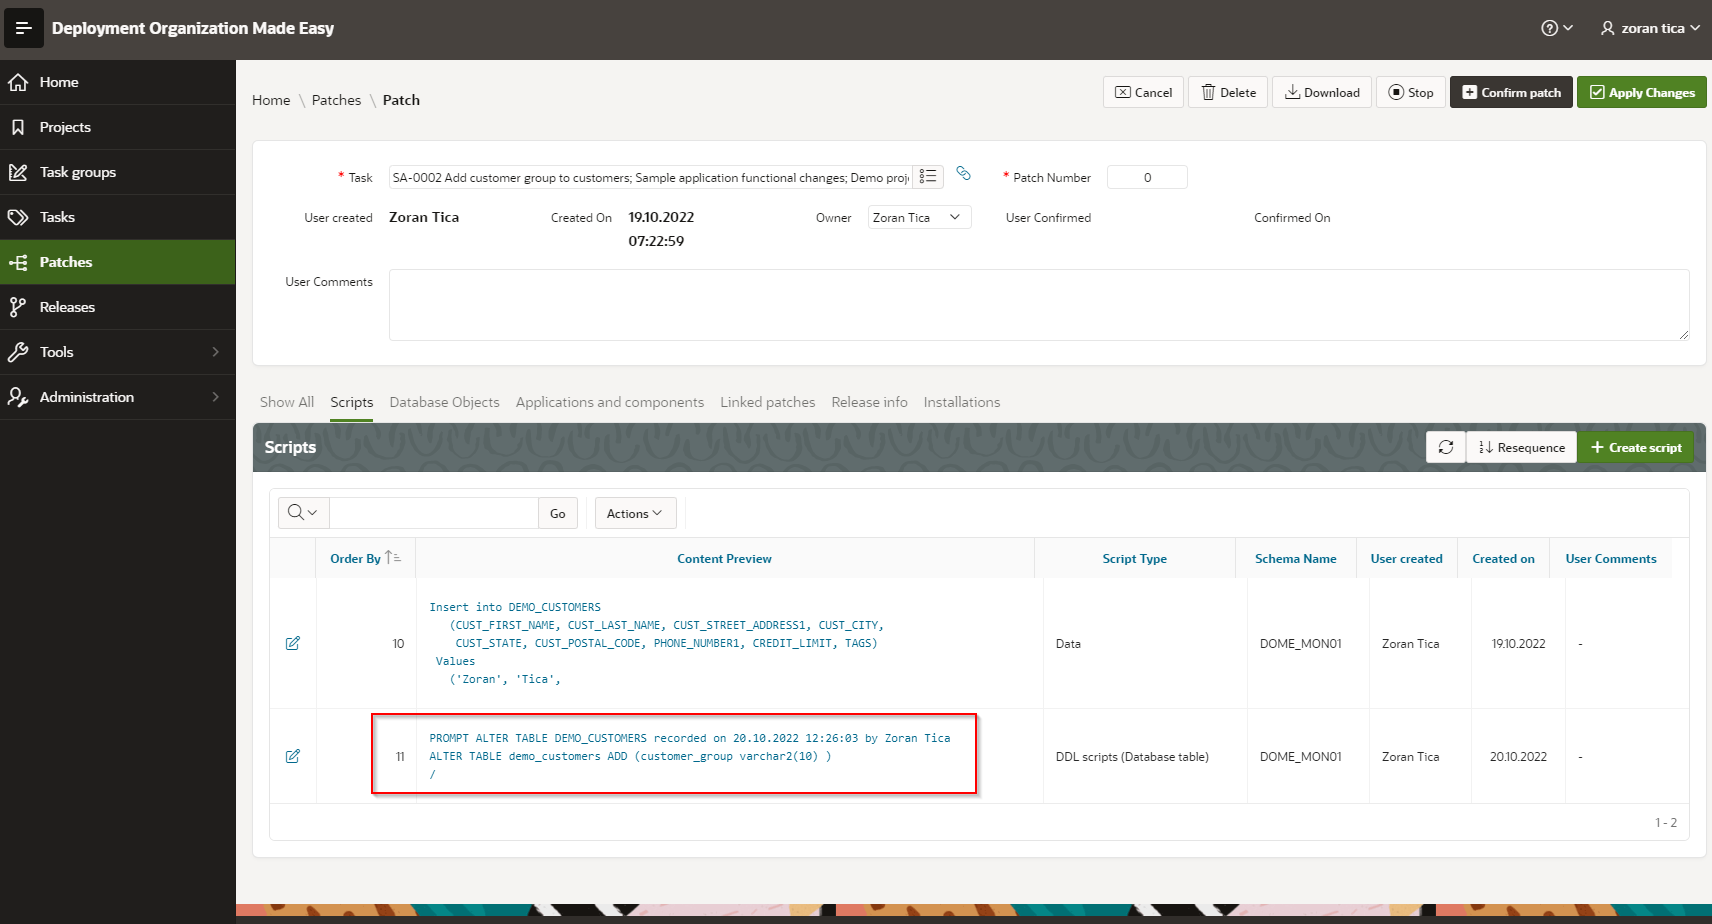 Deployment Organization Made Easy
zoran tica
Home
Projects
Task groups
Tasks
Patches
Releases
Tools
Administration
Home \ Patches \ Patch
Cancel
Delete
Download
Stop
Confirm patch
Apply Changes
* Task
SA-0002 Add customer group to customers; Sample application functional changes; Demo proj
* Patch Number
0
User created
Zoran Tica
Created On
19.10.2022
07:22:59
Owner
Zoran Tica
User Confirmed
Confirmed On
User Comments
Show All
Scripts
Database Objects
Applications and components
Linked patches
Release info
Installations
Scripts
Resequence
Create script
Go
Actions
Order By
Content Preview
Script Type
Schema Name
User created
Created on
User Comments
10
Insert into DEMO_CUSTOMERS
(CUST_FIRST_NAME, CUST_LAST_NAME, CUST_STREET_ADDRESS1, CUST_CITY,
CUST_STATE, CUST_POSTAL_CODE, PHONE_NUMBER1, CREDIT_LIMIT, TAGS)
Values
('Zoran', 'Tica',
Data
DOME_MON01
Zoran Tica
19.10.2022
-
11
PROMPT ALTER TABLE DEMO_CUSTOMERS recorded on 20.10.2022 12:26:03 by Zoran Tica
ALTER TABLE demo_customers ADD (customer_group varchar2(10) )
/
DDL scripts (Database table)
DOME_MON01
Zoran Tica
20.10.2022
-
1 - 2